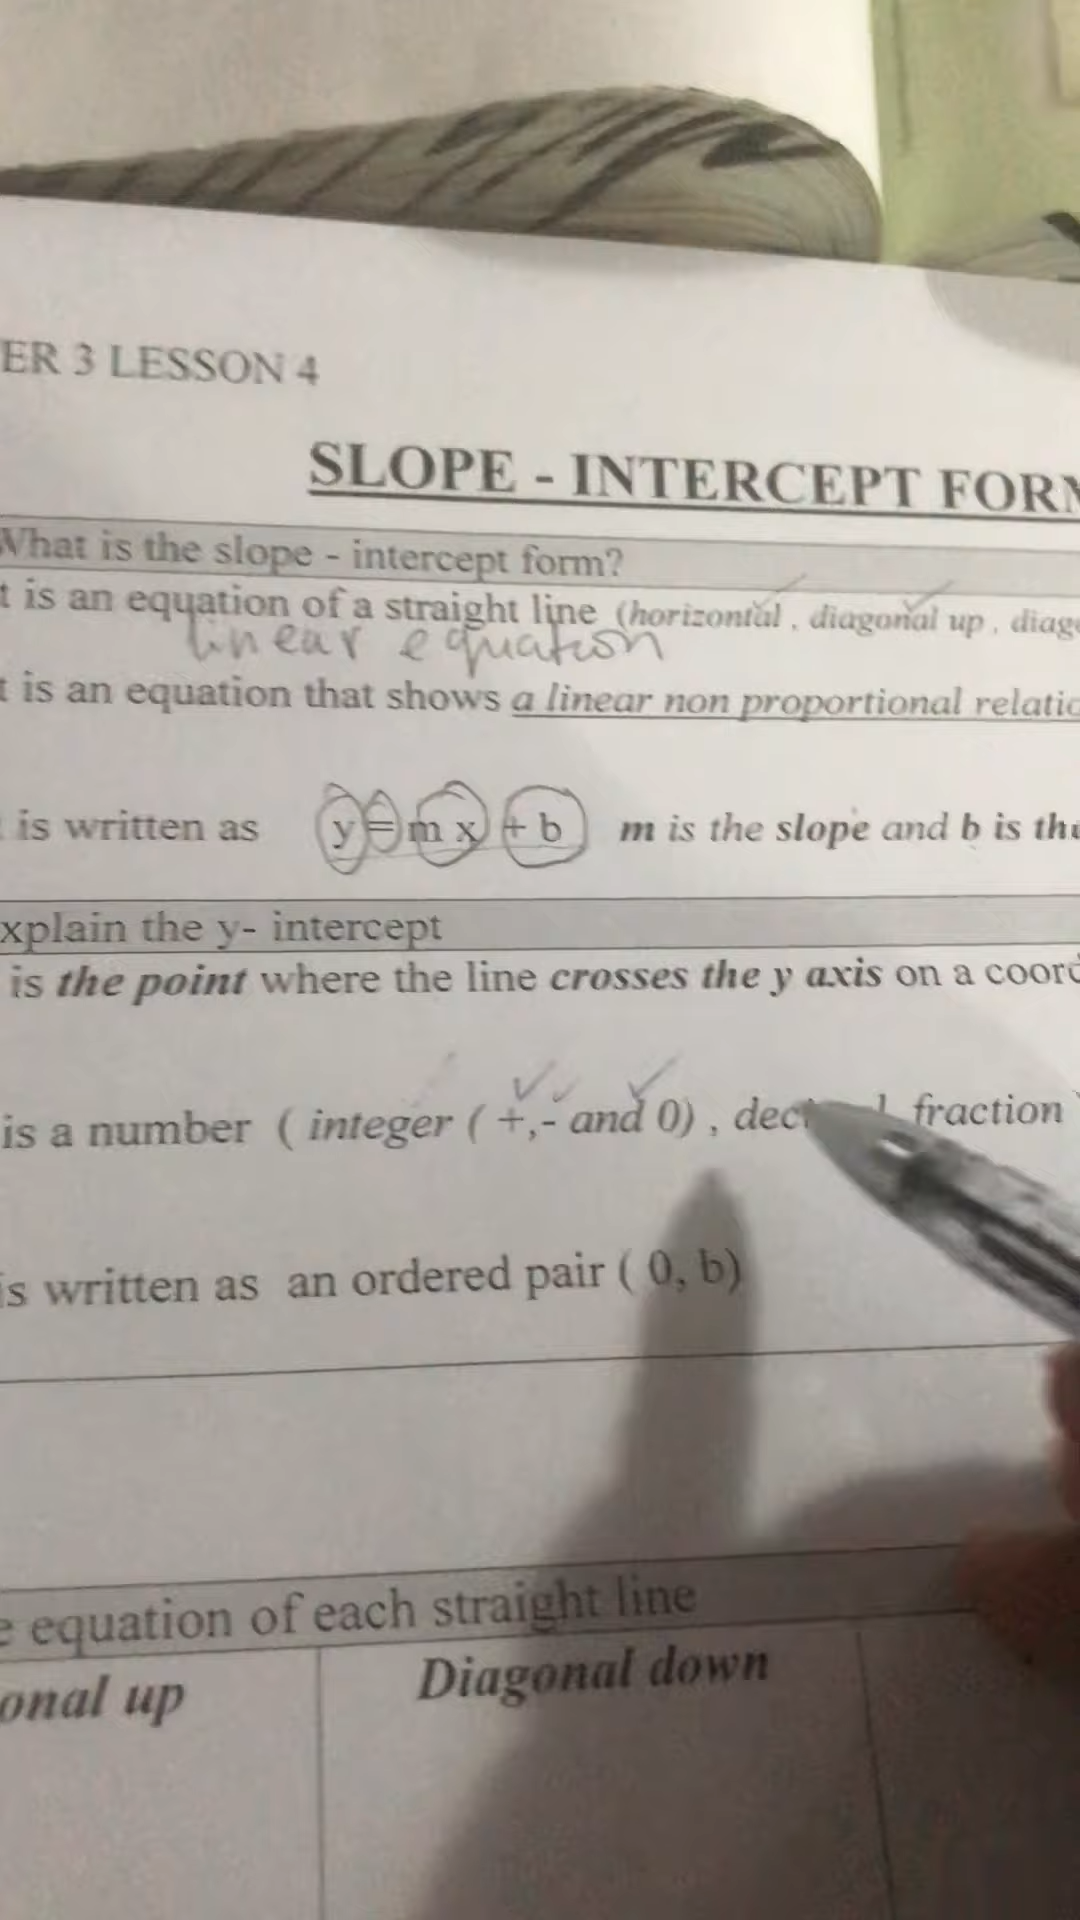 ER 3 LESSON 4
SLOPE - INTERCEPT FORM
What is the slope - intercept form?
t is an equation of a straight line (horizontal , diagonal up , diag
linear equation
t is an equation that shows a linear non proportional relatio
is written as y = m x + b m is the slope and b is the
xplain the y- intercept
is the point where the line crosses the y axis on a coord
is a number ( integer ( +,- and 0) , dec fraction
is written as an ordered pair ( 0, b)
e equation of each straight line
onal up Diagonal down